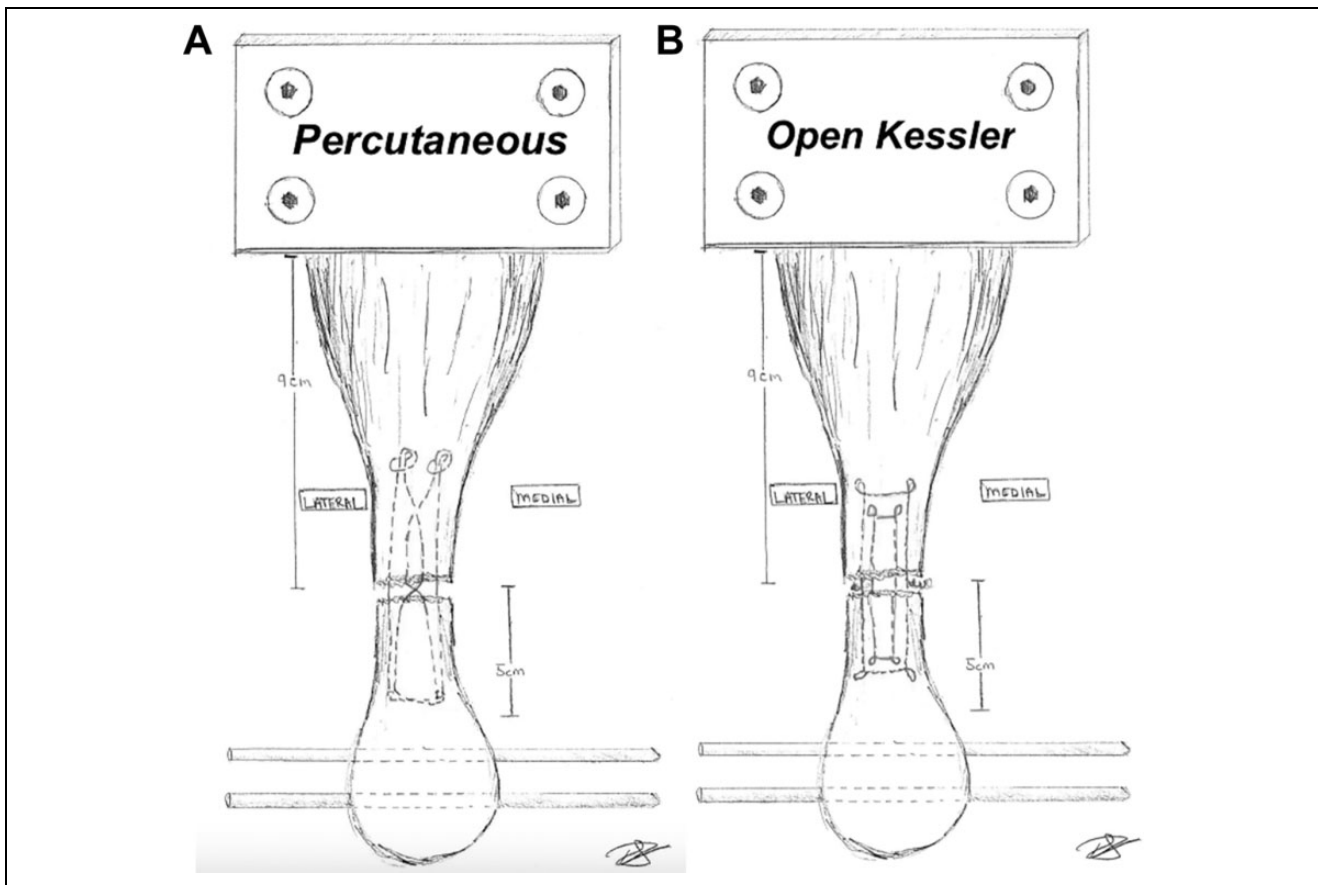 A
Percutaneous
9cm
LATERAL
MEDIAL
5cm
B
Open Kessler
9cm
LATERAL
MEDIAL
5cm